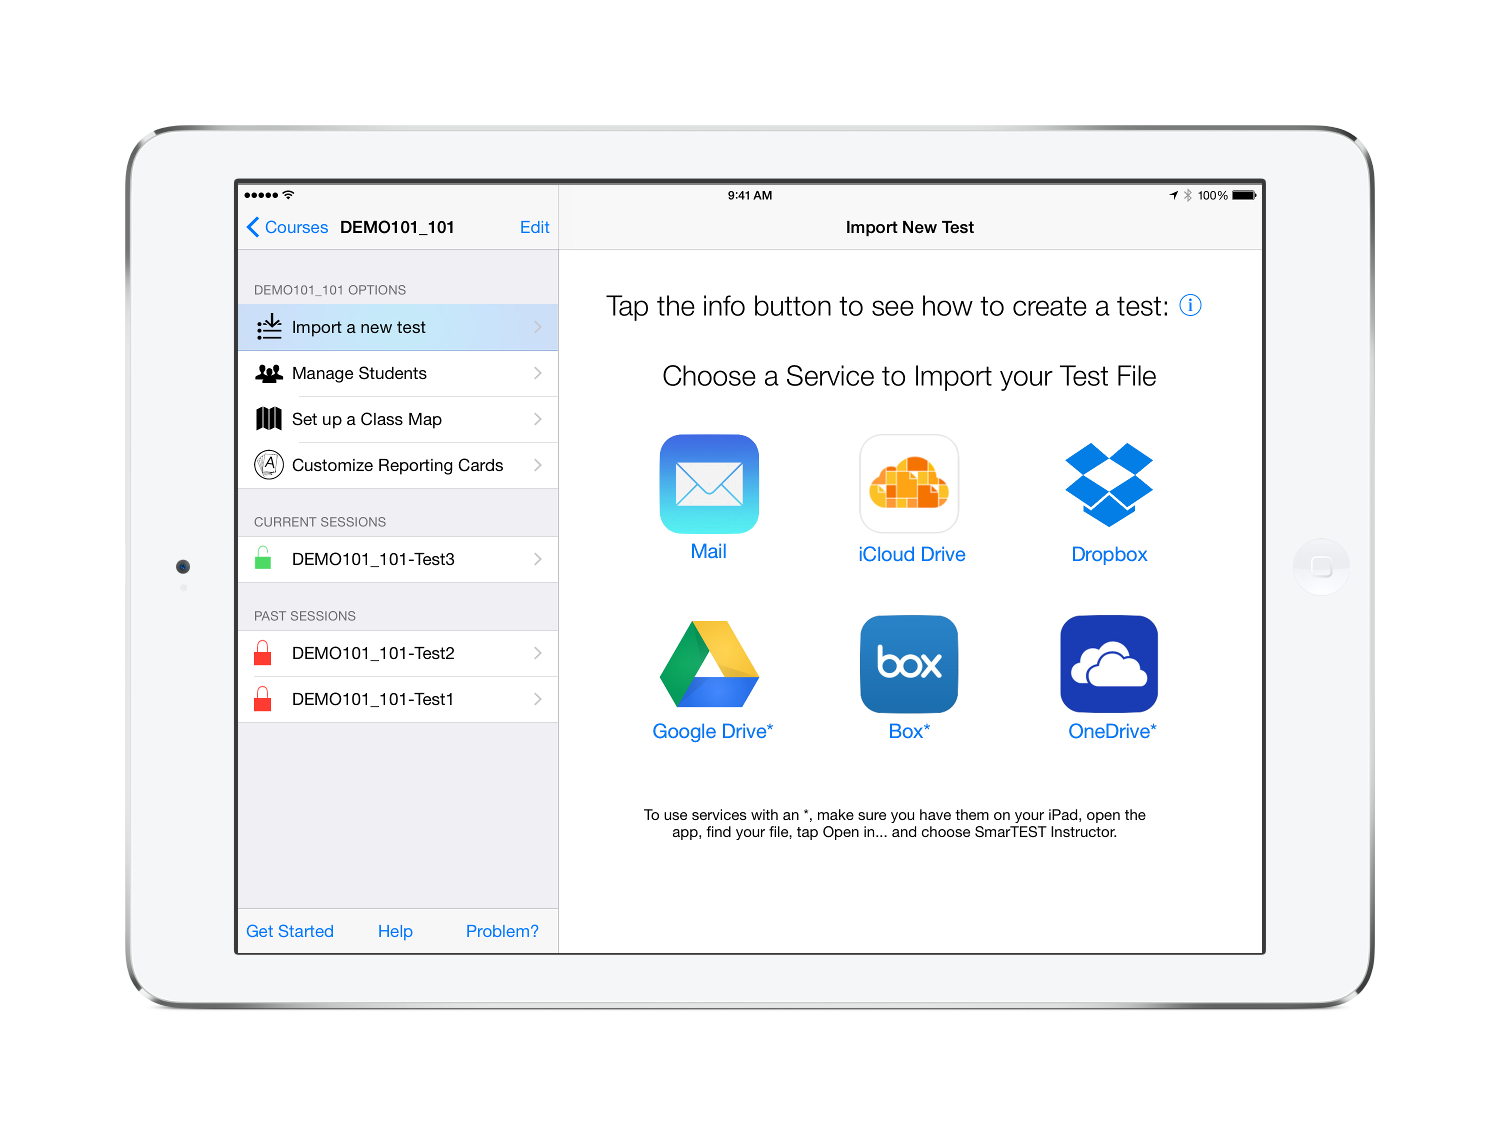 9:41 AM
100%
Courses DEMO101_101 Edit
Import New Test
DEMO101_101 OPTIONS
Import a new test
Manage Students
Set up a Class Map
A
Customize Reporting Cards
CURRENT SESSIONS
DEMO101_101-Test3
PAST SESSIONS
DEMO101_101-Test2
DEMO101_101-Test1
Get Started Help Problem?
Tap the info button to see how to create a test: i
Choose a Service to Import your Test File
Mail
iCloud Drive
Dropbox
Google Drive*
box
Box*
OneDrive*
To use services with an *, make sure you have them on your iPad, open the
app, find your file, tap Open in... and choose SmarTEST Instructor.